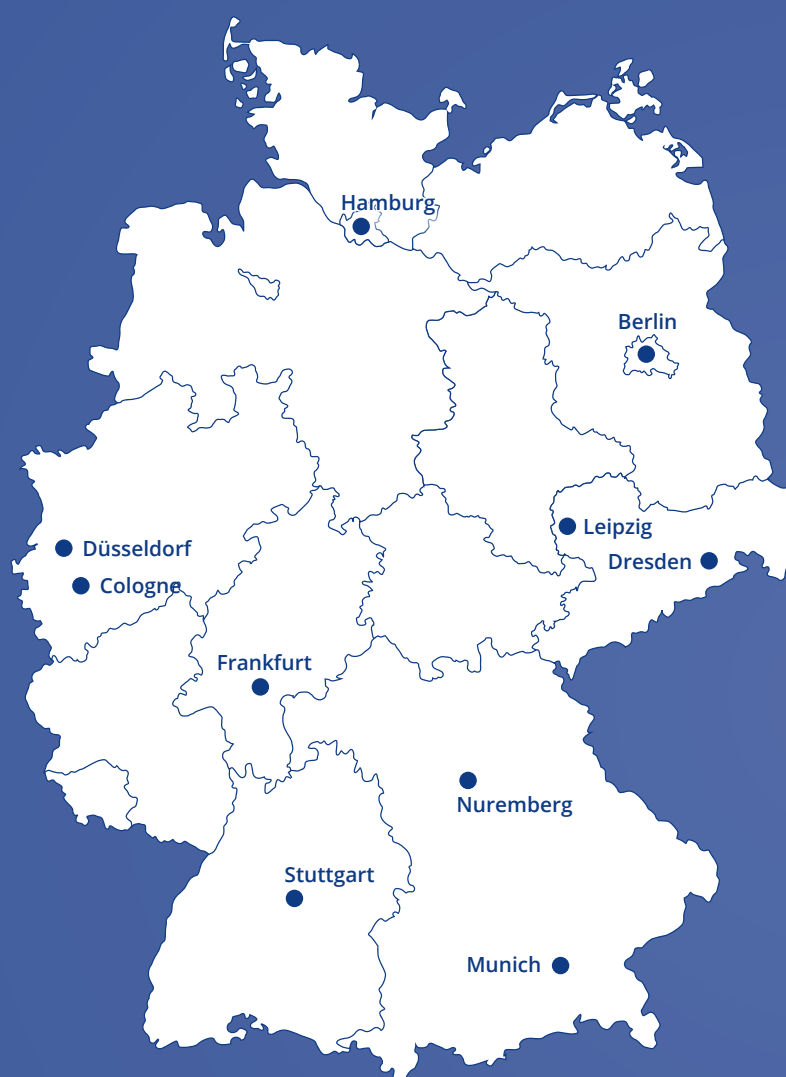 Hamburg
Berlin
Leipzig
Düsseldorf
Dresden
Cologne
Frankfurt
Nuremberg
Stuttgart
Munich